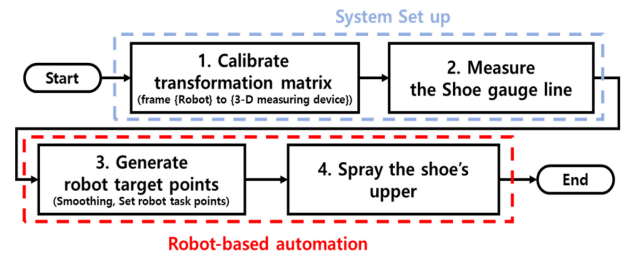 System Set up
Start
1. Calibrate
transformation matrix
(frame {Robot} to {3-D measuring device})
2. Measure
the Shoe gauge line
3. Generate
robot target points
(Smoothing, Set robot task points)
4. Spray the shoe's
upper
End
Robot-based automation